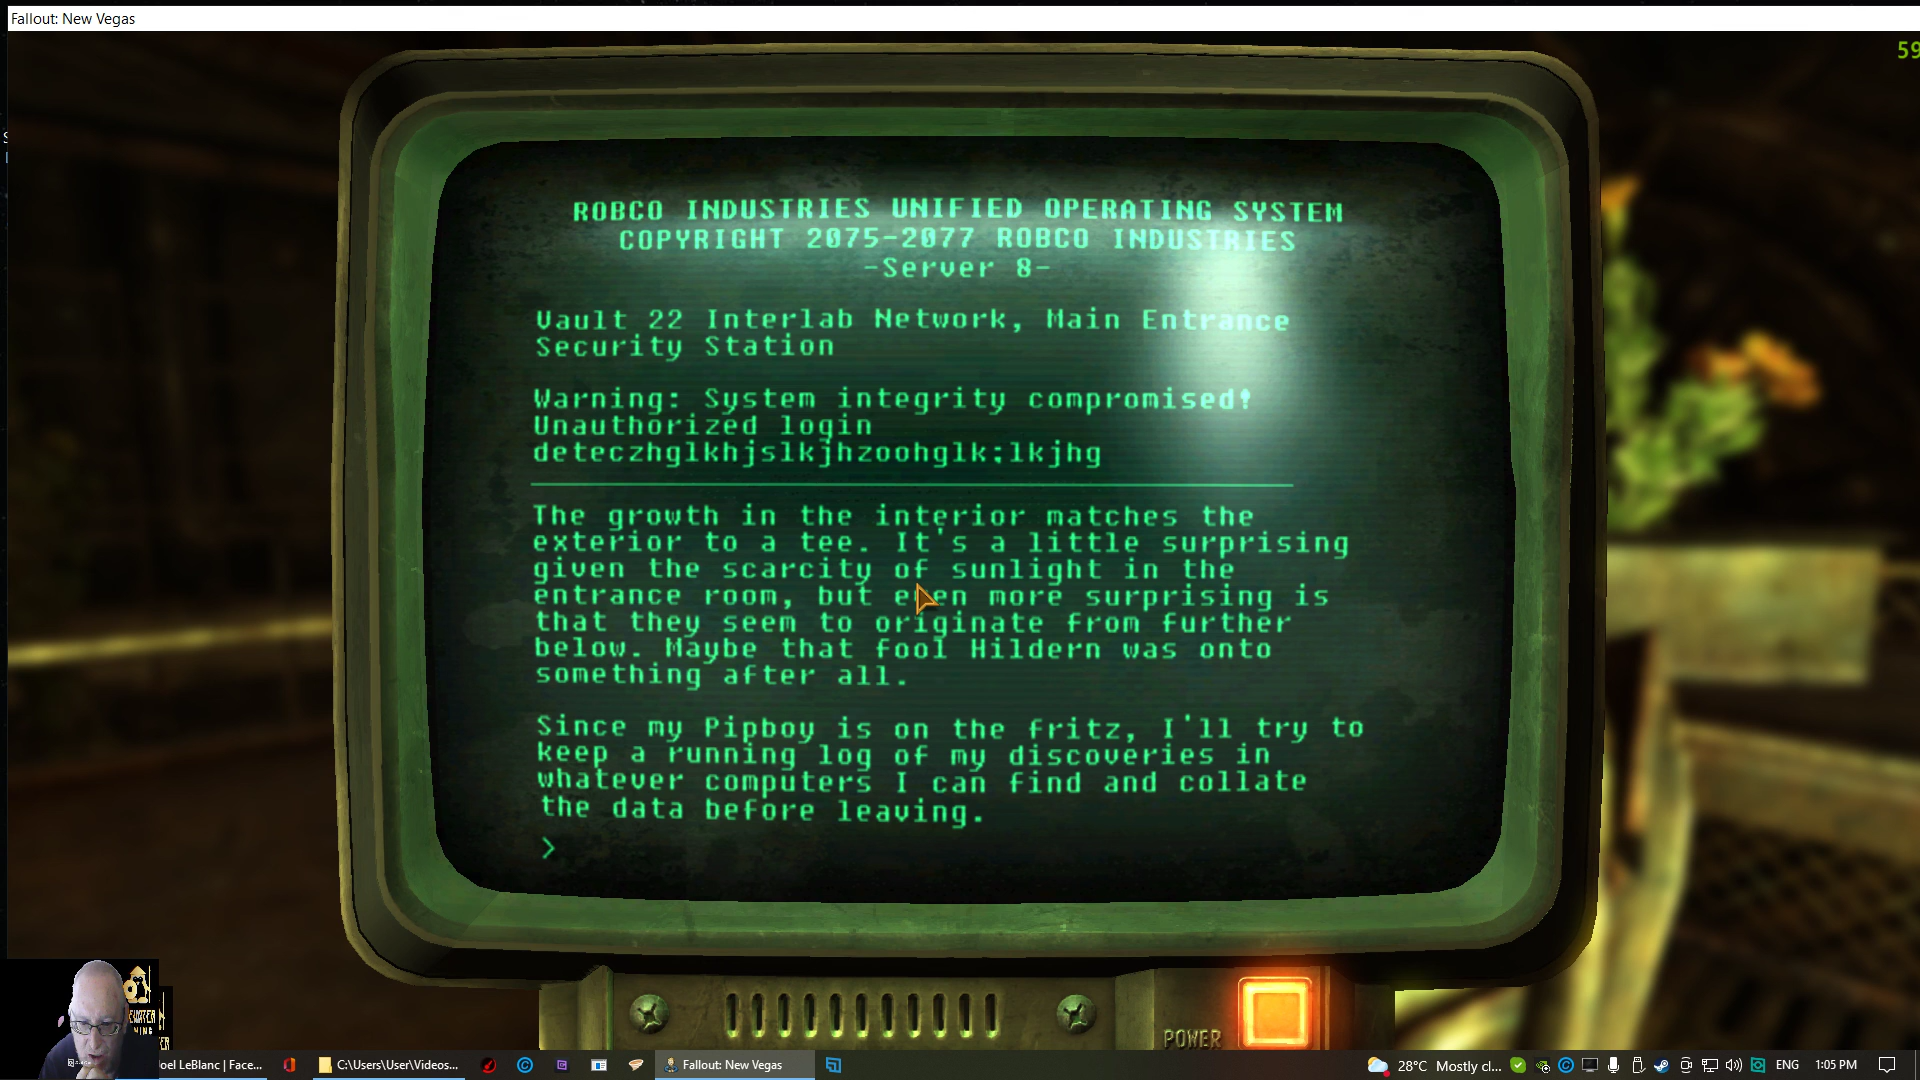 Fallout: New Vegas
59
ROBCO INDUSTRIES UNIFIED OPERATING SYSTEM
COPYRIGHT 2075-2077 ROBCO INDUSTRIES
-Server 8-
Vault 22 Interlab Network, Main Entrance
Security Station
Warning: System integrity compromised!
Unauthorized login
deteczhglkhjslkjhzoohglk;lkjhg
The growth in the interior matches the
exterior to a tee. It's a little surprising
given the scarcity of sunlight in the
entrance room, but even more surprising is
that they seem to originate from further
below. Maybe that fool Hildern was onto
something after all.
Since my Pipboy is on the fritz, I'll try to
keep a running log of my discoveries in
whatever computers I can find and collate
the data before leaving.
>
POWER
oel LeBlanc | Face...
C:\Users\User\Videos...
Fallout: New Vegas
28°C Mostly cl...
ENG
1:05 PM